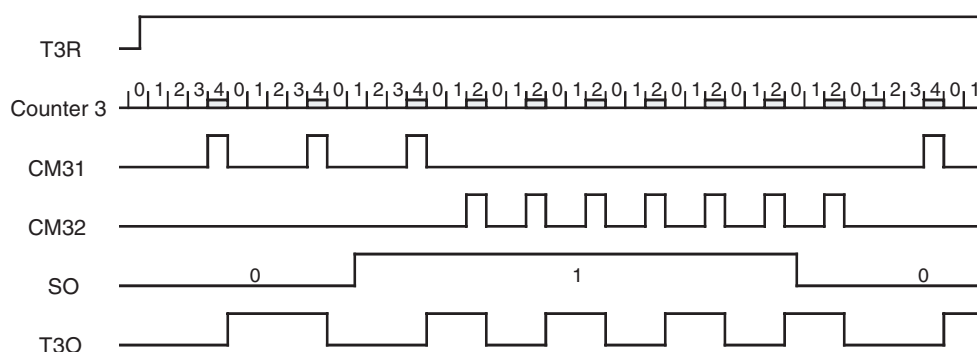 T3R
Counter 3 0 1 2 3 4 0 1 2 3 4 0 1 2 3 4 0 1 2 0 1 2 0 1 2 0 1 2 0 1 2 0 1 2 0 1 2 0 1 2 3 4 0 1
CM31
CM32
SO 0 1 0
T3O